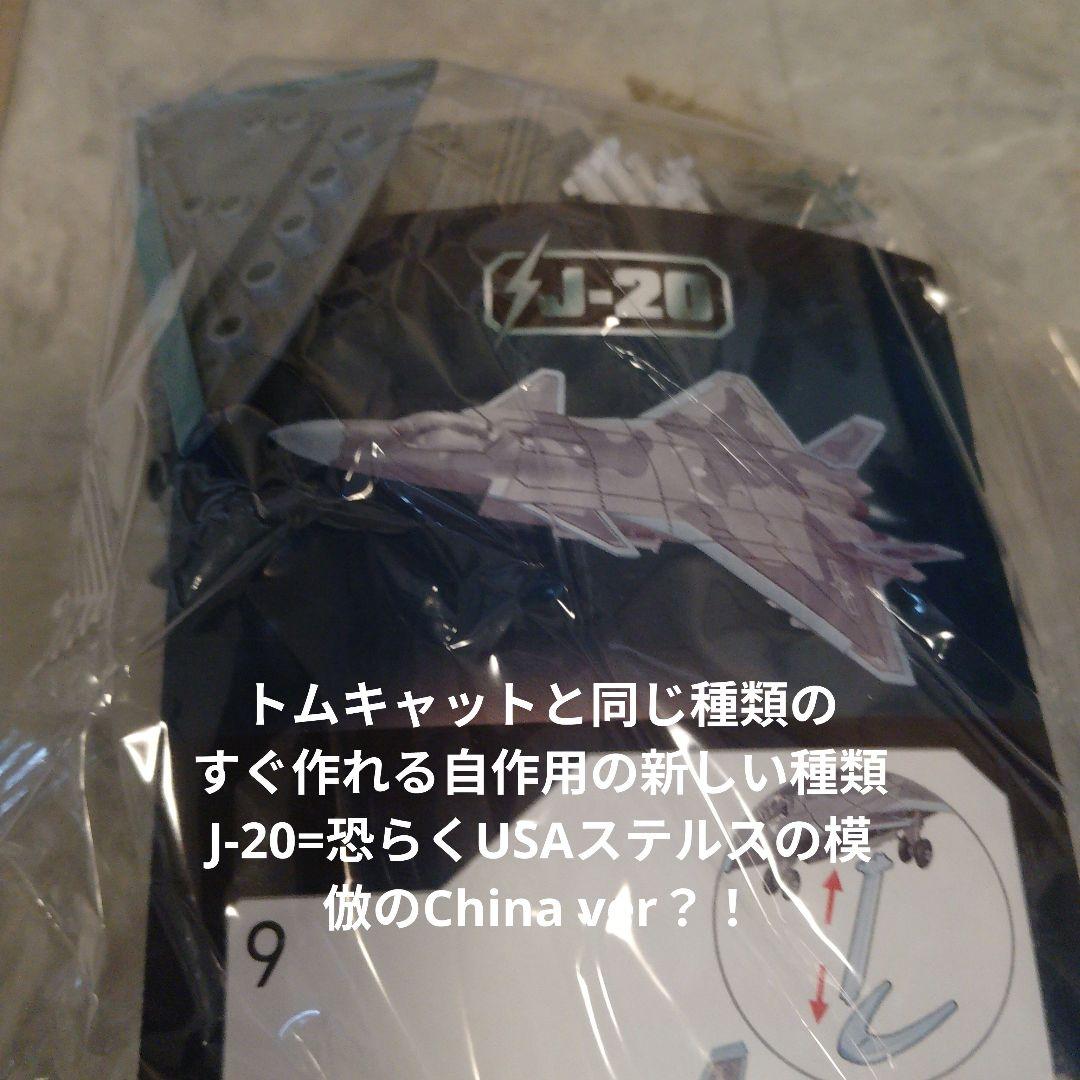 J-20
トムキャットと同じ種類の
すぐ作れる自作用の新しい種類
J-20=恐らくUSAステルスの模
倣のChina ver？！
9